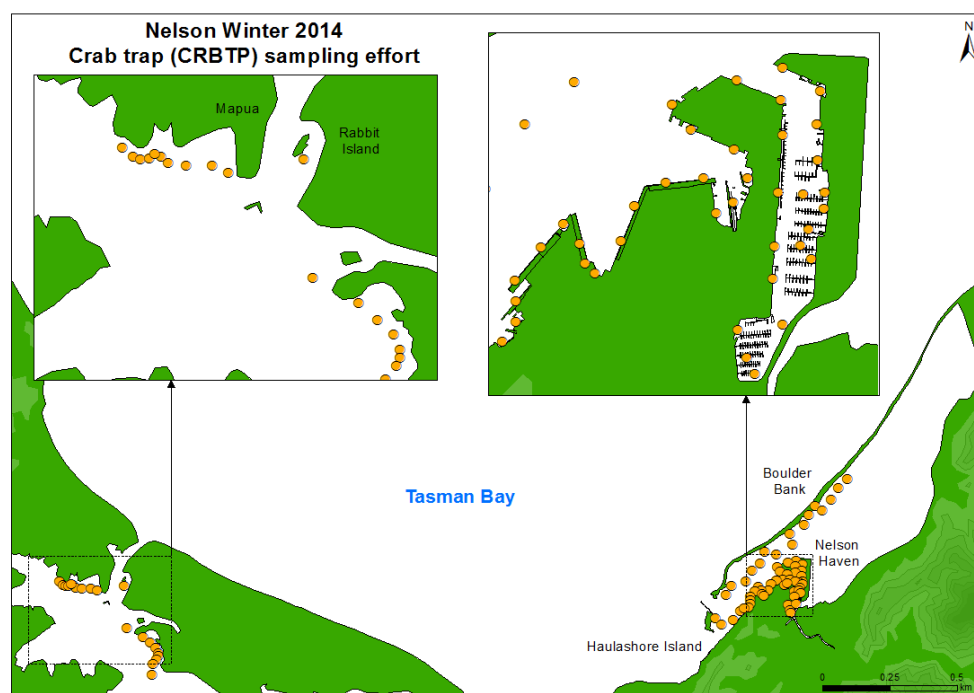 Nelson Winter 2014
Crab trap (CRBTP) sampling effort
N
Mapua
Rabbit
Island
Tasman Bay
Boulder
Bank
Nelson
Haven
Haulashore Island
0 0.25 0.5
km